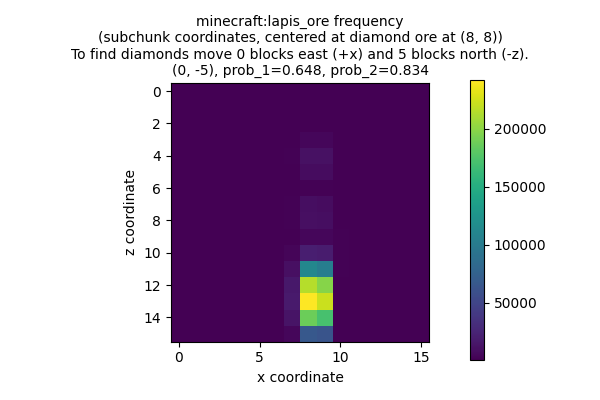 minecraft:lapis_ore frequency
(subchunk coordinates, centered at diamond ore at (8, 8))
To find diamonds move 0 blocks east (+x) and 5 blocks north (-z).
(0, -5), prob_1=0.648, prob_2=0.834
0
2
4
6
8
10
12
14
z coordinate
0
5
10
15
x coordinate
200000
150000
100000
50000